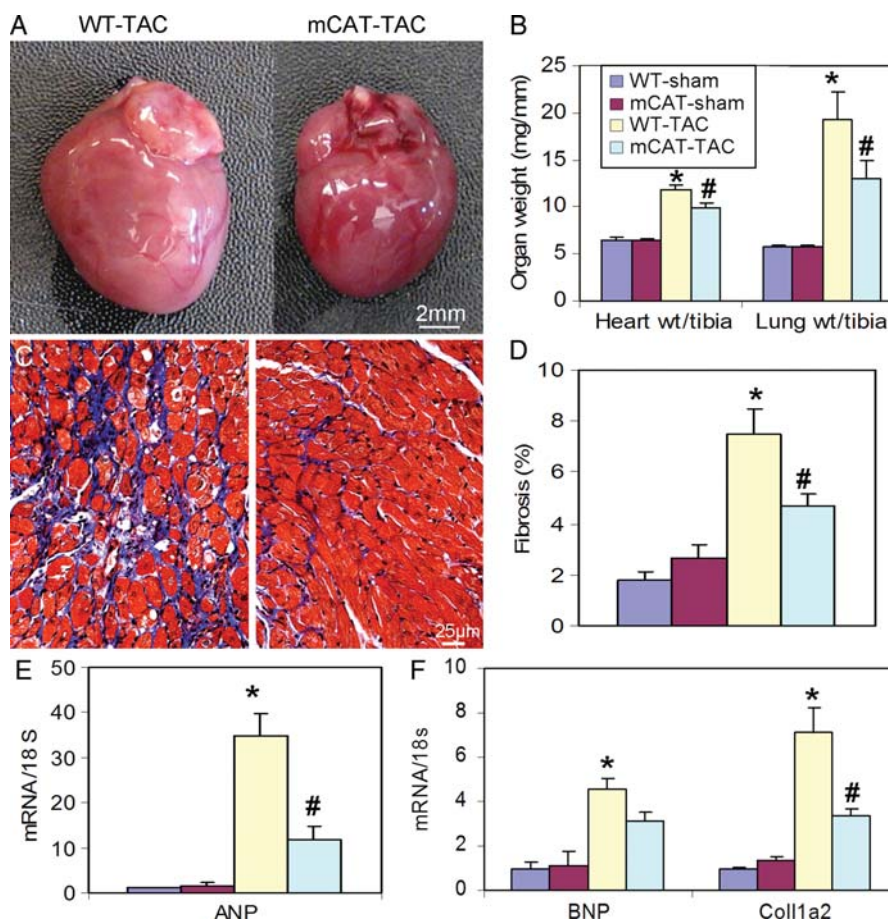 A
WT-TAC
mCAT-TAC
2mm
B
Organ weight (mg/mm)
25
20
15
10
5
0
WT-sham
mCAT-sham
WT-TAC
mCAT-TAC
*
#
*
#
Heart wt/tibia
Lung wt/tibia
C
25µm
D
Fibrosis (%)
10
8
6
4
2
0
*
#
E
mRNA/18 S
50
40
30
20
10
0
*
#
ANP
F
mRNA/18s
10
8
6
4
2
0
*
*
#
BNP
Coll1a2